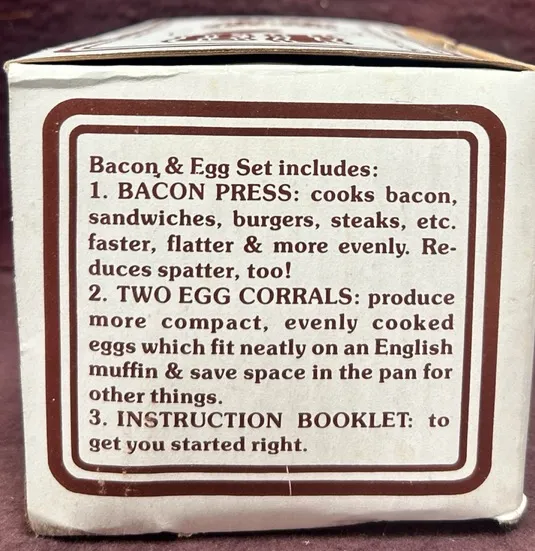 Bacon & Egg Set includes:
1. BACON PRESS: cooks bacon,
sandwiches, burgers, steaks, etc.
faster, flatter & more evenly. Re-
duces spatter, too!
2. TWO EGG CORRALS: produce
more compact, evenly cooked
eggs which fit neatly on an English
muffin & save space in the pan for
other things.
3. INSTRUCTION BOOKLET: to
get you started right.